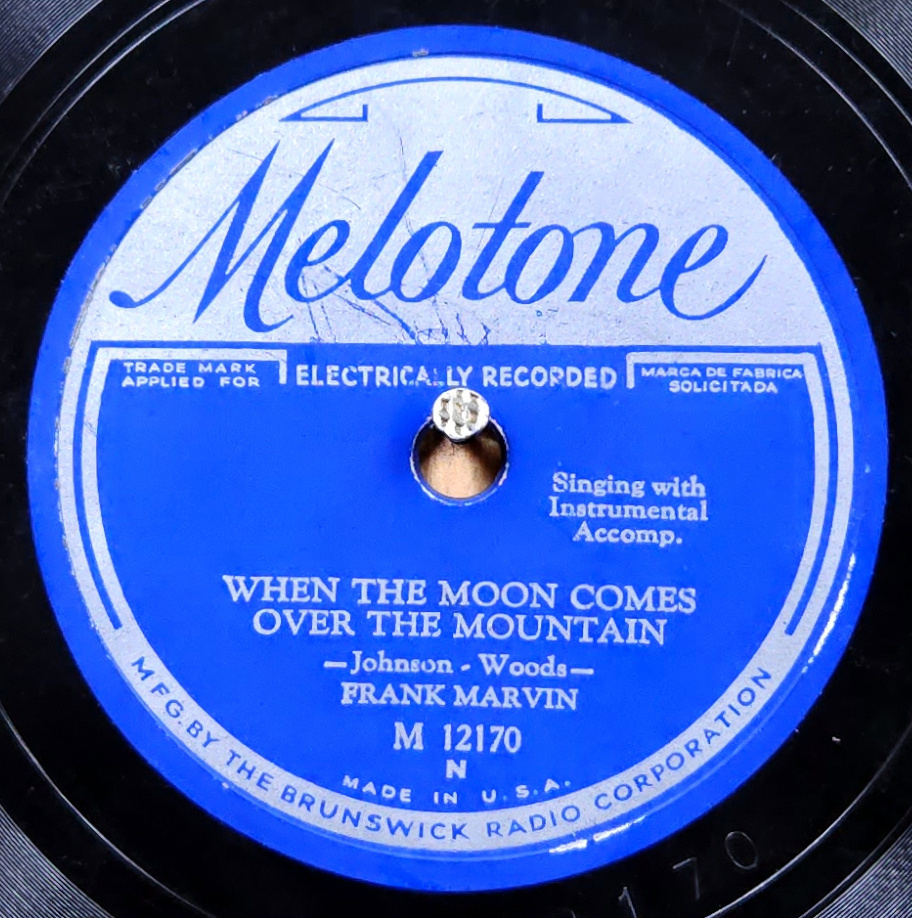 Melotone
TRADE MARK
APPLIED FOR
ELECTRICALLY RECORDED
MARCA DE FABRICA
SOLICITADA
Singing with
Instrumental
Accomp.
WHEN THE MOON COMES
OVER THE MOUNTAIN
—Johnson - Woods—
FRANK MARVIN
M 12170
N
MADE IN U.S.A.
MFG.BY THE BRUNSWICK RADIO CORPORATION
170